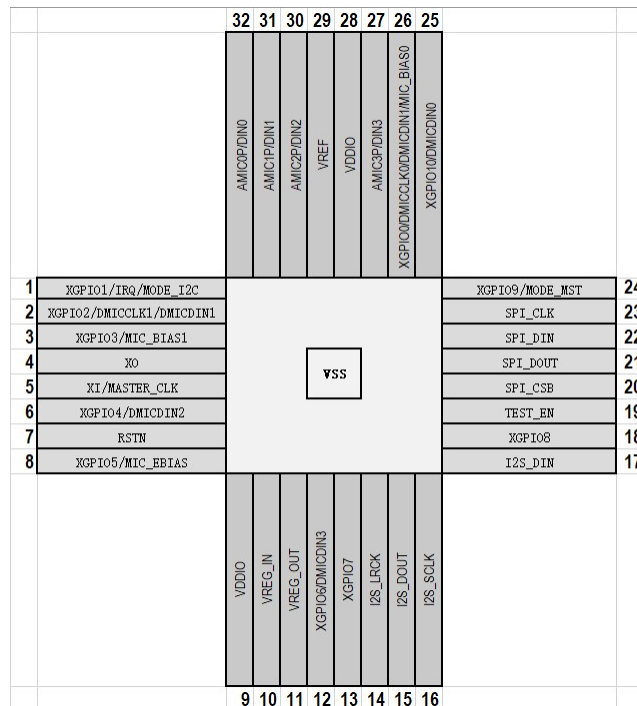 32 31 30 29 28 27 26 25
AMIC0P/DIN0
AMIC1P/DIN1
AMIC2P/DIN2
VREF
VDDIO
AMIC3P/DIN3
XGPIO0/DMICCLK0/DMICDIN1/MIC_BIAS0
XGPIO10/DMICDIN0
1 XGPIO1/IRQ/MODE_I2C
2 XGPIO2/DMICCLK1/DMICDIN1
3 XGPIO3/MIC_BIAS1
4 XO
5 XI/MASTER_CLK
6 XGPIO4/DMICDIN2
7 RSTN
8 XGPIO5/MIC_EBIAS
VSS
XGPIO9/MODE_MST 24
SPI_CLK 23
SPI_DIN 22
SPI_DOUT 21
SPI_CSB 20
TEST_EN 19
XGPIO8 18
I2S_DIN 17
VDDIO
VREG_IN
VREG_OUT
XGPIO6/DMICDIN3
XGPIO7
I2S_LRCK
I2S_DOUT
I2S_SCLK
9 10 11 12 13 14 15 16